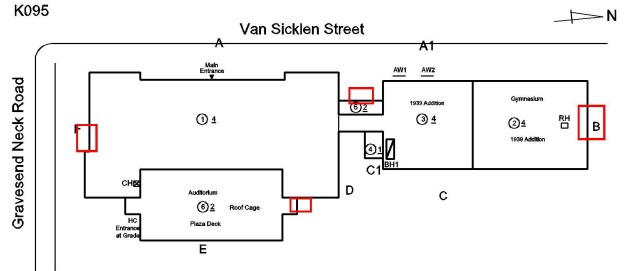 K095
N
Van Sicklen Street
Gravesend Neck Road
A
A1
Main
Entrance
AW1 AW2
6 2
1939 Addition
Gymnasium
RH
F
1 4
3 4
2 4
B
1939 Addition
4 1
BH1
C1
CH
Auditorium
D
C
6 2
Roof Cage
HC
Entrance
at Grade
Plaza Deck
E